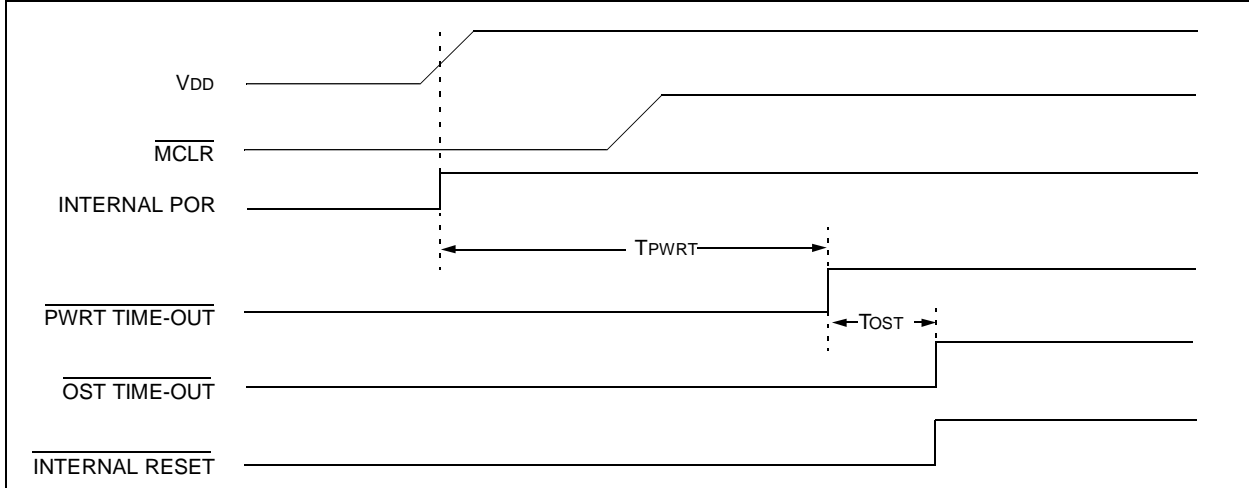 VDD
MCLR
INTERNAL POR
TPWRT
PWRT TIME-OUT
TOST
OST TIME-OUT
INTERNAL RESET